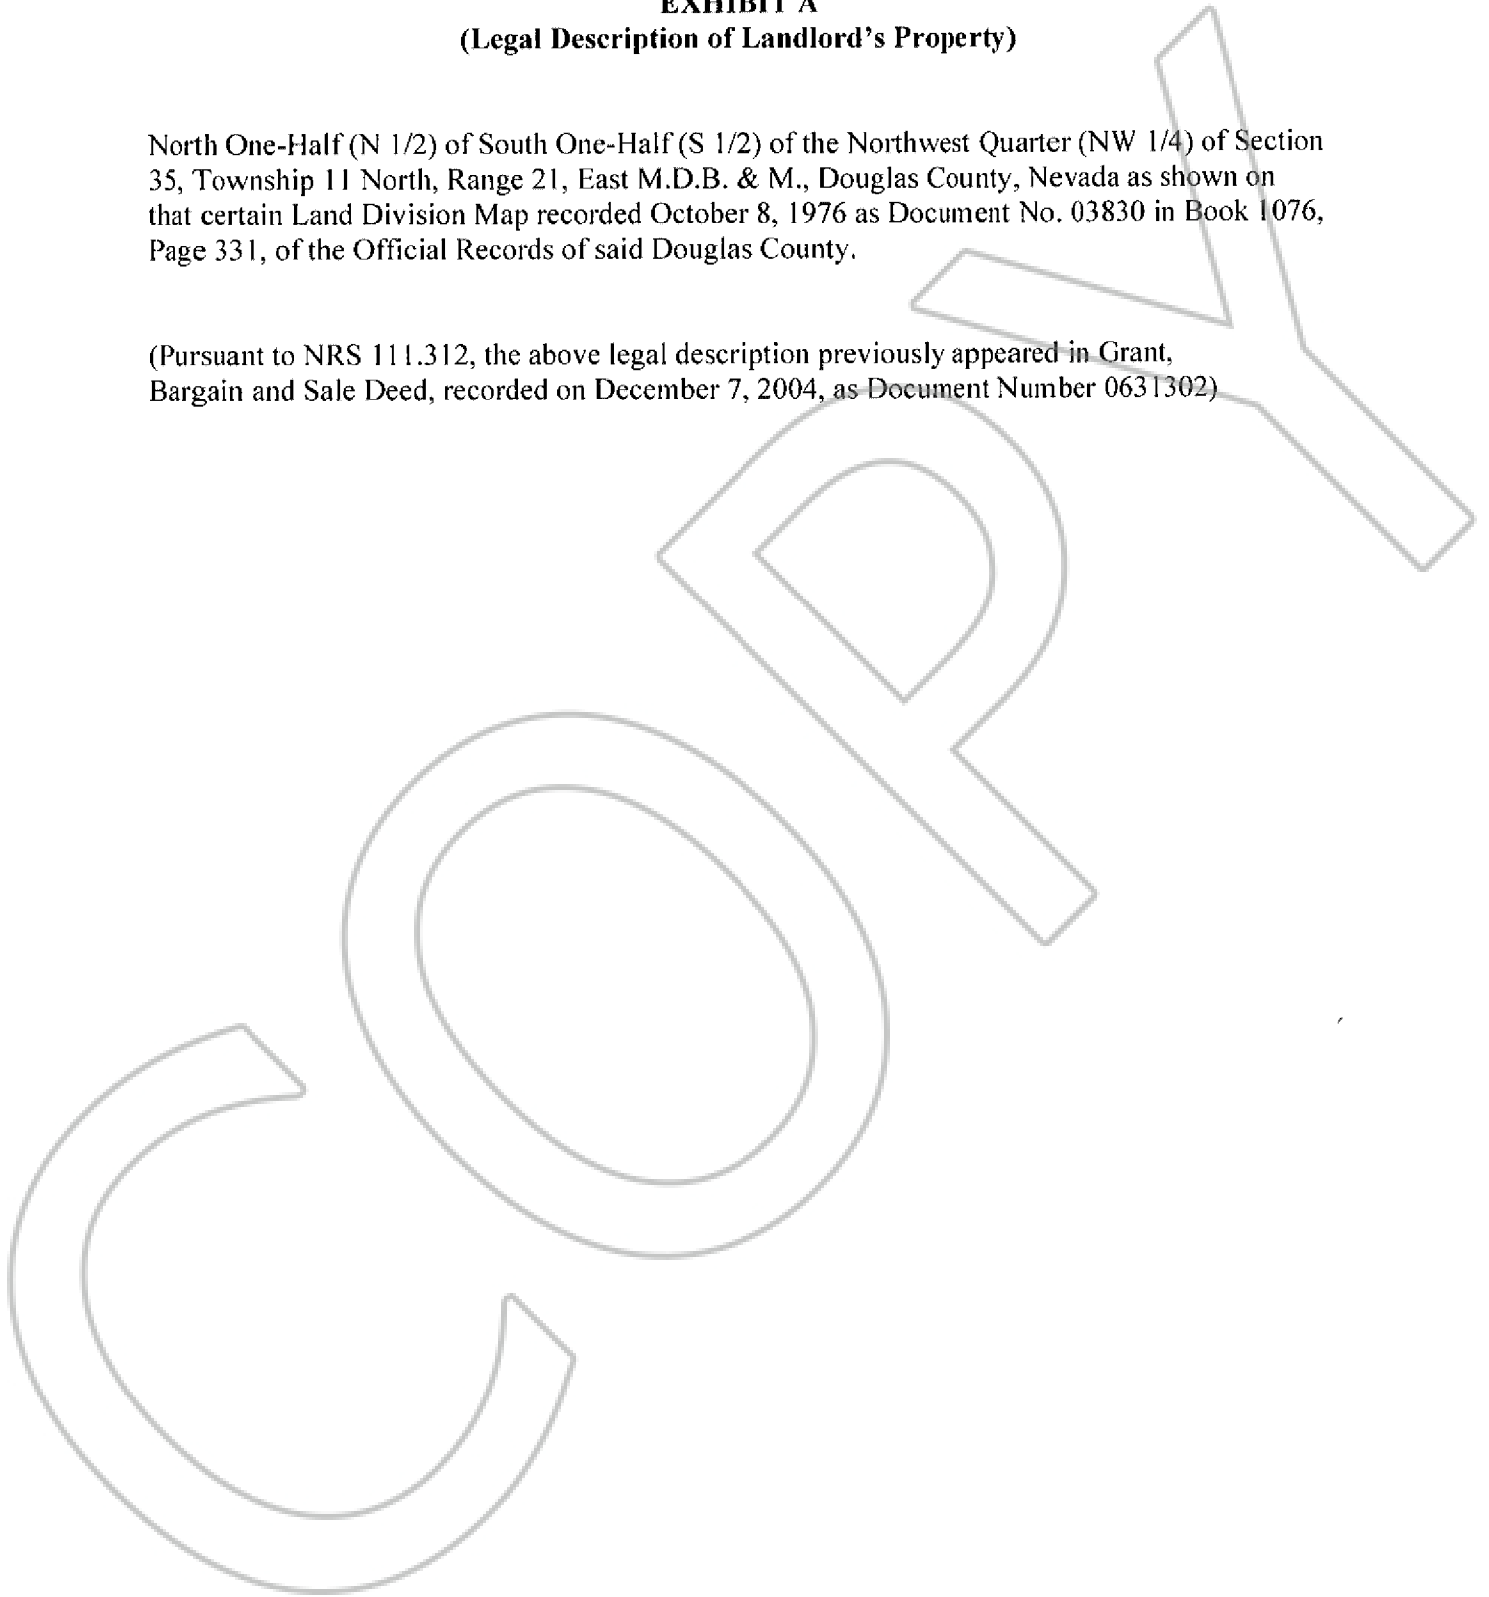 EXHIBIT A
(Legal Description of Landlord's Property)
North One-Half (N 1/2) of South One-Half (S 1/2) of the Northwest Quarter (NW 1/4) of Section
35, Township 11 North, Range 21, East M.D.B. & M., Douglas County, Nevada as shown on
that certain Land Division Map recorded October 8, 1976 as Document No. 03830 in Book 1076,
Page 331, of the Official Records of said Douglas County.
(Pursuant to NRS 111.312, the above legal description previously appeared in Grant,
Bargain and Sale Deed, recorded on December 7, 2004, as Document Number 0631302)
COPY